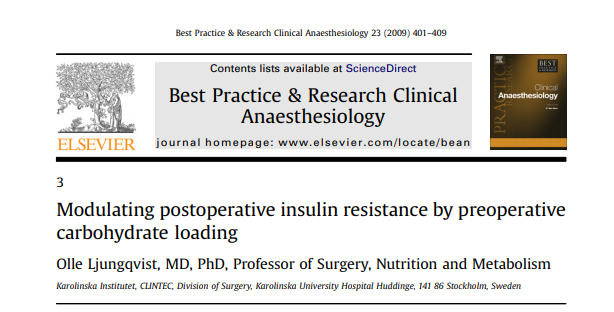 Best Practice & Research Clinical Anaesthesiology 23 (2009) 401–409
Contents lists available at ScienceDirect
Best Practice & Research Clinical
Anaesthesiology
journal homepage: www.elsevier.com/locate/bean
ELSEVIER
PRACTICE
BEST
Clinical
Anaesthesiology
3
Modulating postoperative insulin resistance by preoperative
carbohydrate loading
Olle Ljungqvist, MD, PhD, Professor of Surgery, Nutrition and Metabolism
Karolinska Institutet, CLINTEC, Division of Surgery, Karolinska University Hospital Huddinge, 141 86 Stockholm, Sweden